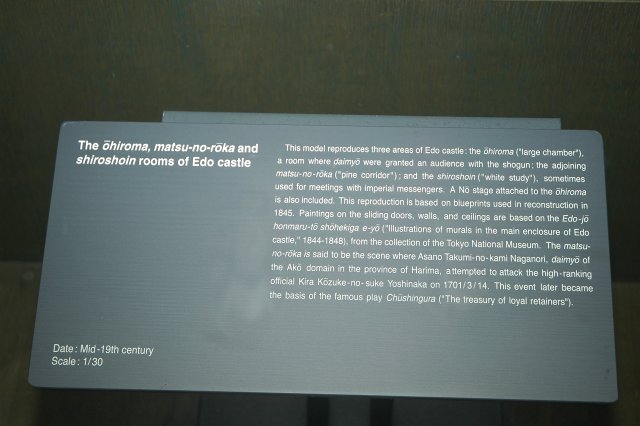 The ōhiroma, matsu-no-rōka and
shiroshoin rooms of Edo castle
This model reproduces three areas of Edo castle: the ōhiroma ("large chamber"),
a room where daimyō were granted an audience with the shogun; the adjoining
matsu-no-rōka ("pine corridor"); and the shiroshoin ("white study"), sometimes
used for meetings with imperial messengers. A Nō stage attached to the ōhiroma
is also included. This reproduction is based on blueprints used in reconstruction in
1845. Paintings on the sliding doors, walls, and ceilings are based on the Edo-jō
honmaru-tō shōhekiga e-yō ("Illustrations of murals in the main enclosure of Edo
castle," 1844-1848), from the collection of the Tokyo National Museum. The matsu-
no-rōka is said to be the scene where Asano Takumi-no-kami Naganori, daimyō of
the Akō domain in the province of Harima, attempted to attack the high-ranking
official Kira Kōzuke-no-suke Yoshinaka on 1701/3/14. This event later became
the basis of the famous play Chūshingura ("The treasury of loyal retainers").
Date: Mid-19th century
Scale: 1/30